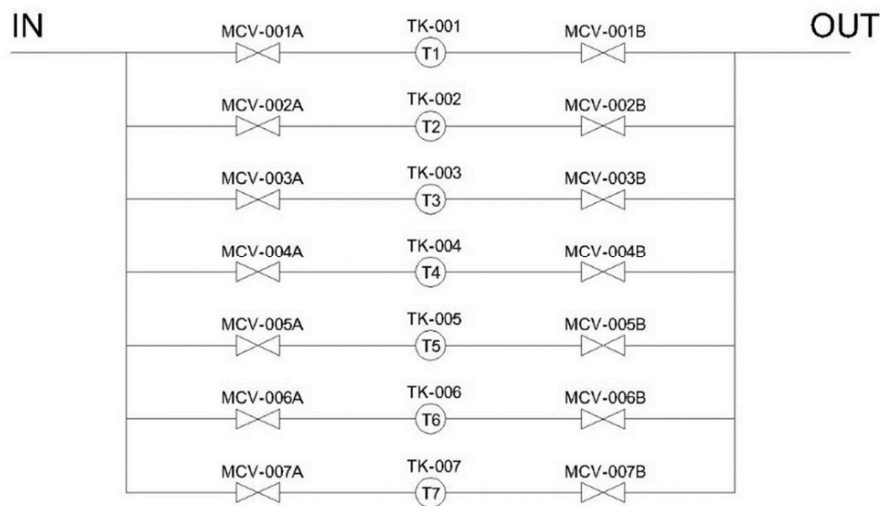 IN
OUT
MCV-001A
TK-001
MCV-001B
T1
MCV-002A
TK-002
MCV-002B
T2
MCV-003A
TK-003
MCV-003B
T3
MCV-004A
TK-004
MCV-004B
T4
MCV-005A
TK-005
MCV-005B
T5
MCV-006A
TK-006
MCV-006B
T6
MCV-007A
TK-007
MCV-007B
T7